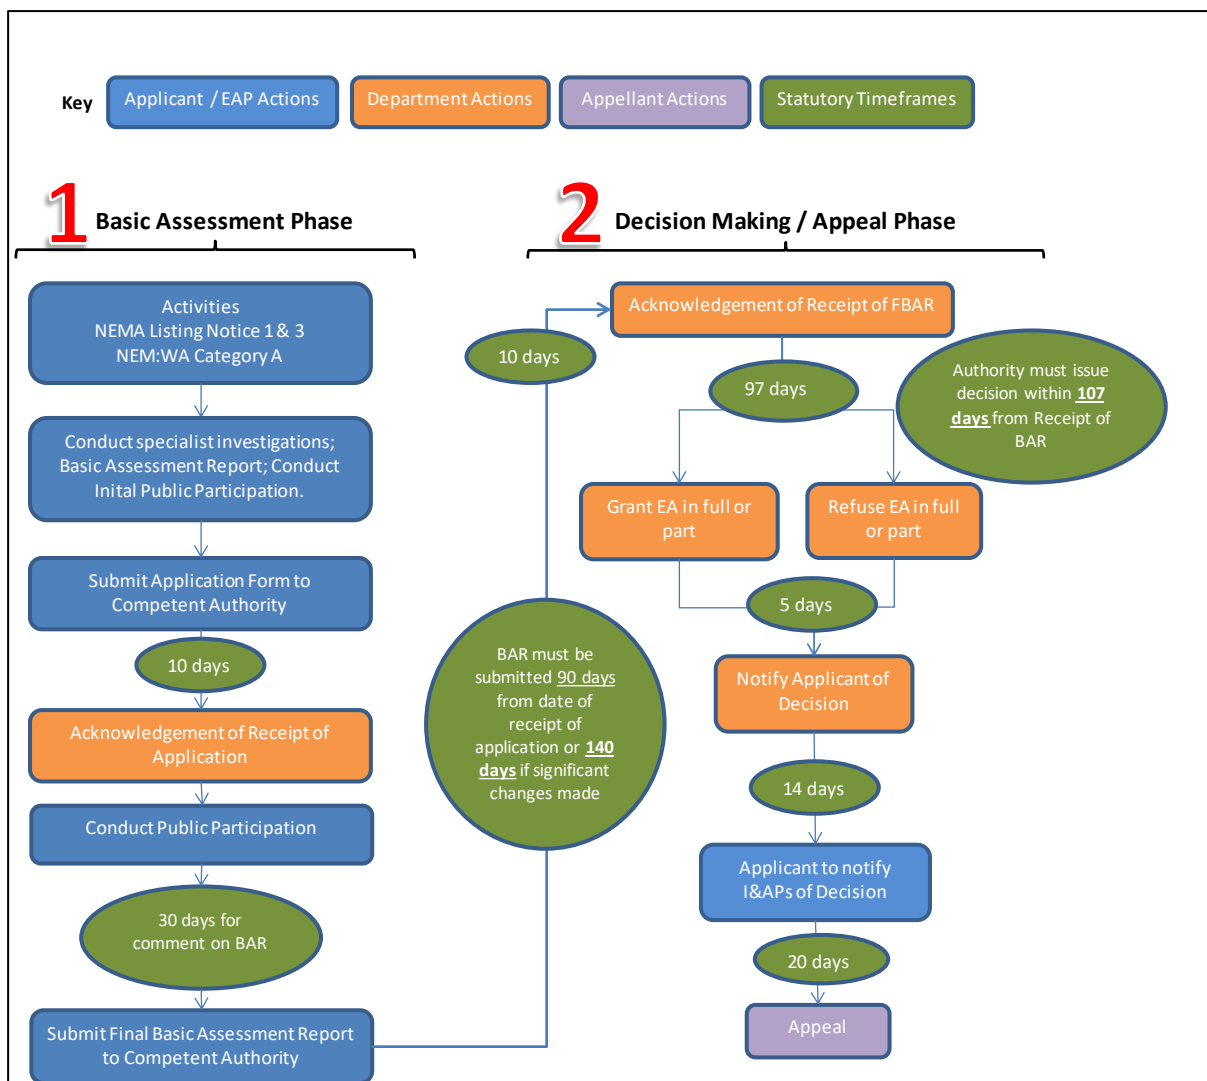 Key
Applicant / EAP Actions
Department Actions
Appellant Actions
Statutory Timeframes
1 Basic Assessment Phase
Activities
NEMA Listing Notice 1 & 3
NEM:WA Category A
Conduct specialist investigations;
Basic Assessment Report; Conduct
Inital Public Participation.
Submit Application Form to
Competent Authority
10 days
Acknowledgement of Receipt of
Application
Conduct Public Participation
30 days for
comment on BAR
Submit Final Basic Assessment Report
to Competent Authority
BAR must be
submitted 90 days
from date of
receipt of
application or 140
days if significant
changes made
10 days
2 Decision Making / Appeal Phase
Acknowledgement of Receipt of FBAR
97 days
Authority must issue
decision within 107
days from Receipt of
BAR
Grant EA in full or
part
Refuse EA in full
or part
5 days
Notify Applicant of
Decision
14 days
Applicant to notify
I&APs of Decision
20 days
Appeal